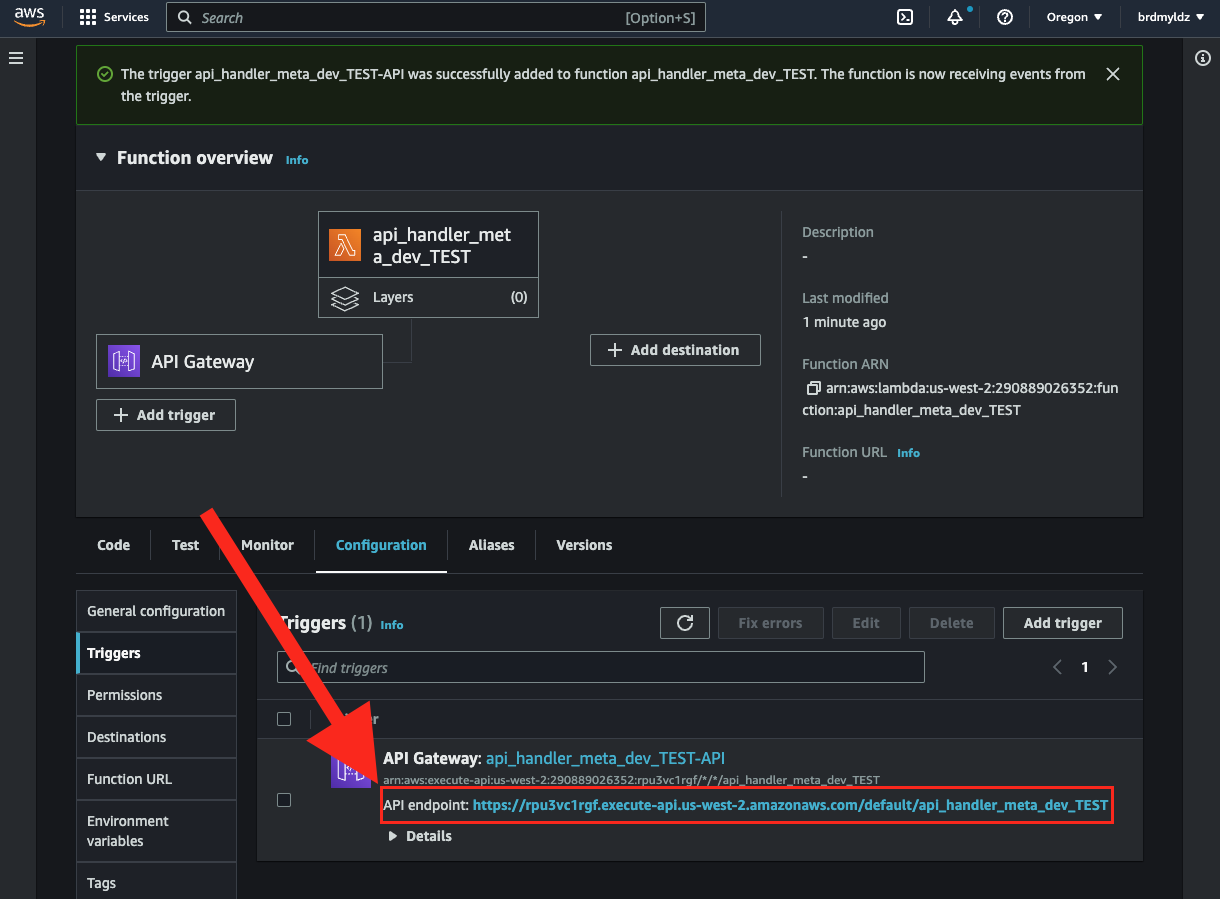 aws
Services
Search
[Option+S]
Oregon
brdmyldz
The trigger api_handler_meta_dev_TEST-API was successfully added to function api_handler_meta_dev_TEST. The function is now receiving events from
the trigger.
Function overview Info
api_handler_met
a_dev_TEST
Layers (0)
API Gateway
Add trigger
Add destination
Description
-
Last modified
1 minute ago
Function ARN
arn:aws:lambda:us-west-2:290889026352:fun
ction:api_handler_meta_dev_TEST
Function URL Info
-
Code
Test
Monitor
Configuration
Aliases
Versions
General configuration
Triggers
Permissions
Destinations
Function URL
Environment
variables
Tags
Triggers (1) Info
Fix errors
Edit
Delete
Add trigger
Find triggers
1
API Gateway: api_handler_meta_dev_TEST-API
arn:aws:execute-api:us-west-2:290889026352:rpu3vc1rgf/*/*/api_handler_meta_dev_TEST
API endpoint: https://rpu3vc1rgf.execute-api.us-west-2.amazonaws.com/default/api_handler_meta_dev_TEST
Details